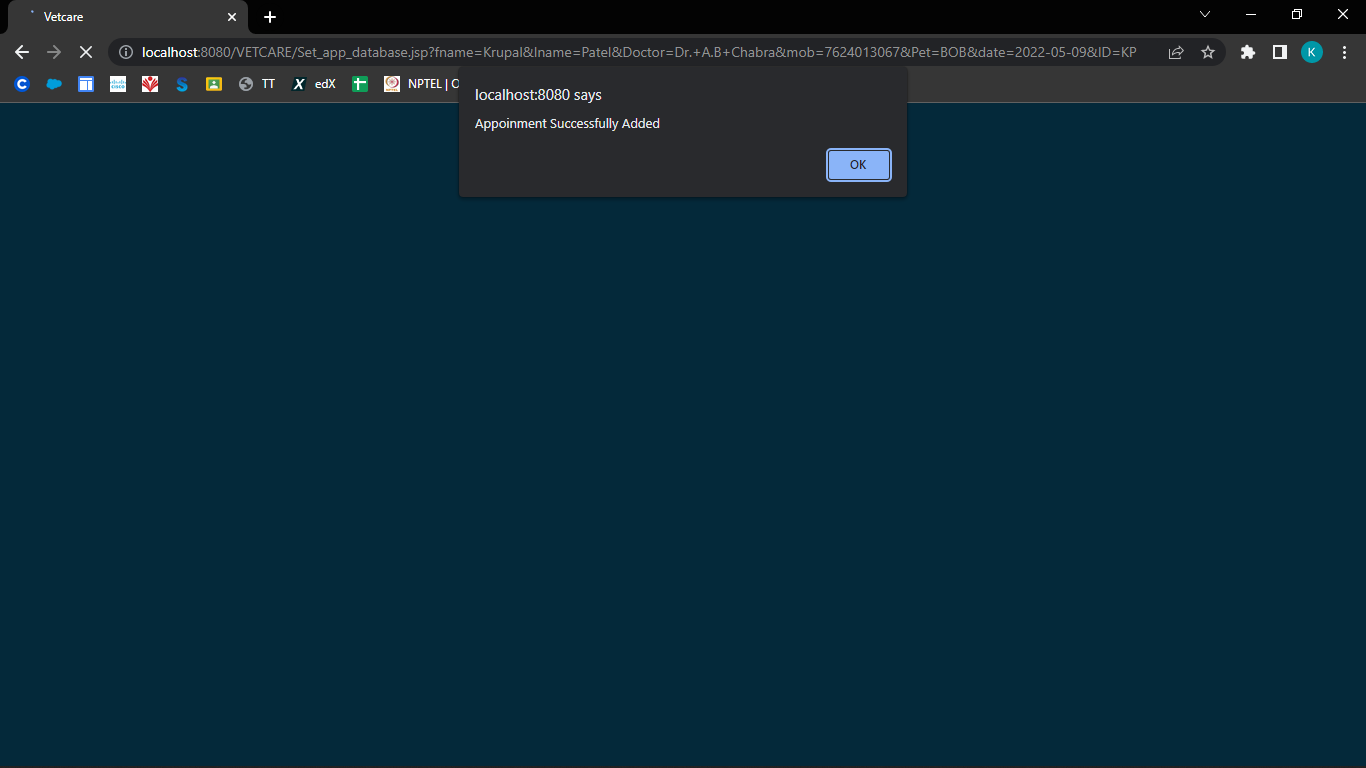 Vetcare
localhost:8080/VETCARE/Set_app_database.jsp?fname=Krupal&lname=Patel&Doctor=Dr.+A.B+Chabra&mob=7624013067&Pet=BOB&date=2022-05-09&ID=KP
K
TT
X edX
NPTEL | O
localhost:8080 says
Appoinment Successfully Added
OK